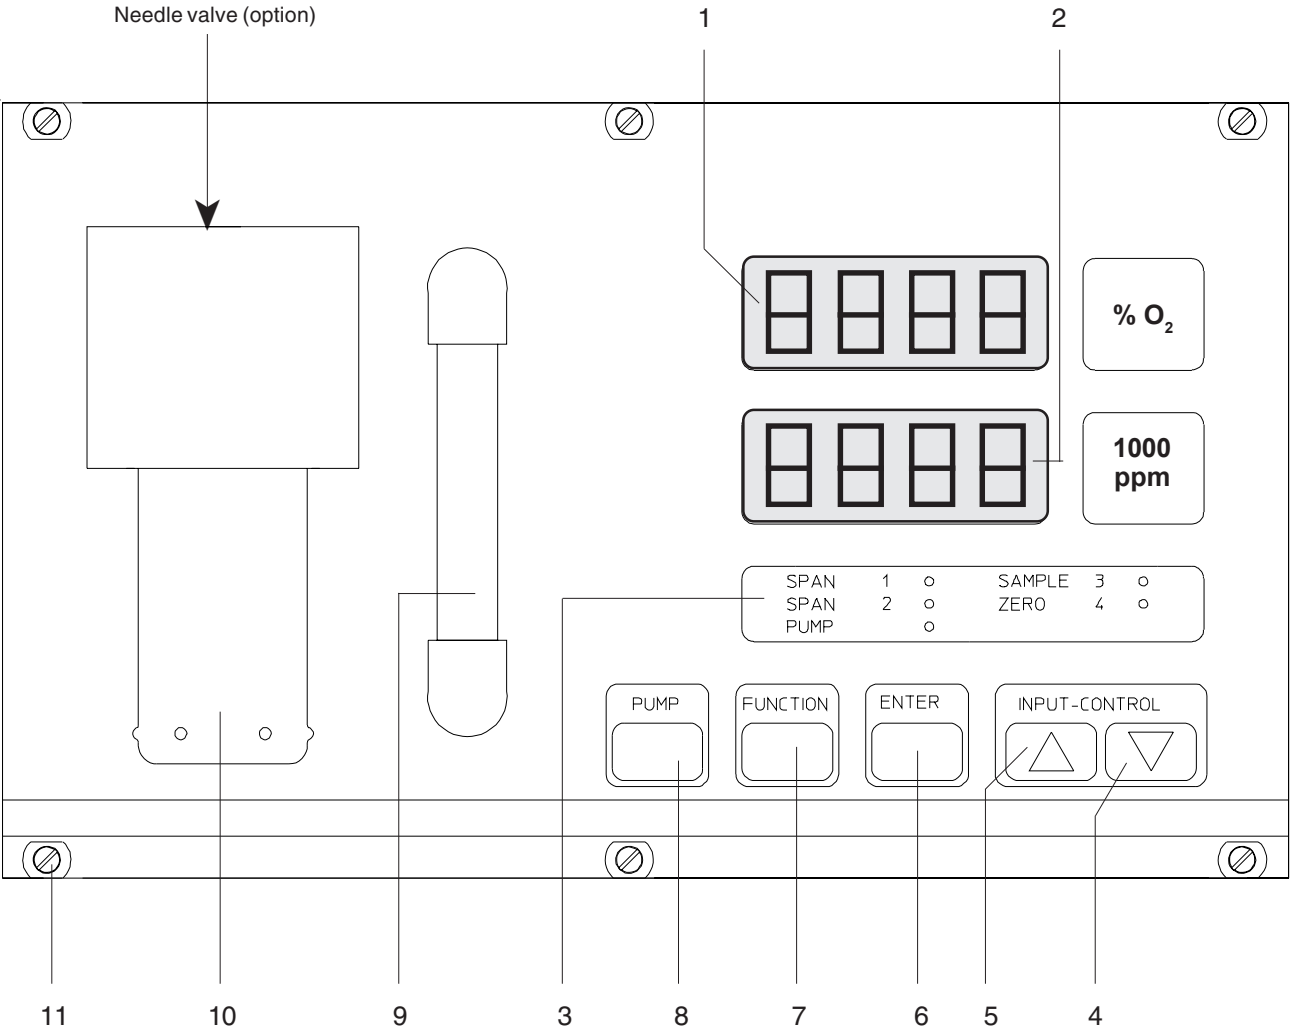 Needle valve (option)
1
2
% O₂
1000
ppm
SPAN 1 SAMPLE 3
SPAN 2 ZERO 4
PUMP
PUMP
FUNCTION
ENTER
INPUT-CONTROL
11 10 9 3 8 7 6 5 4